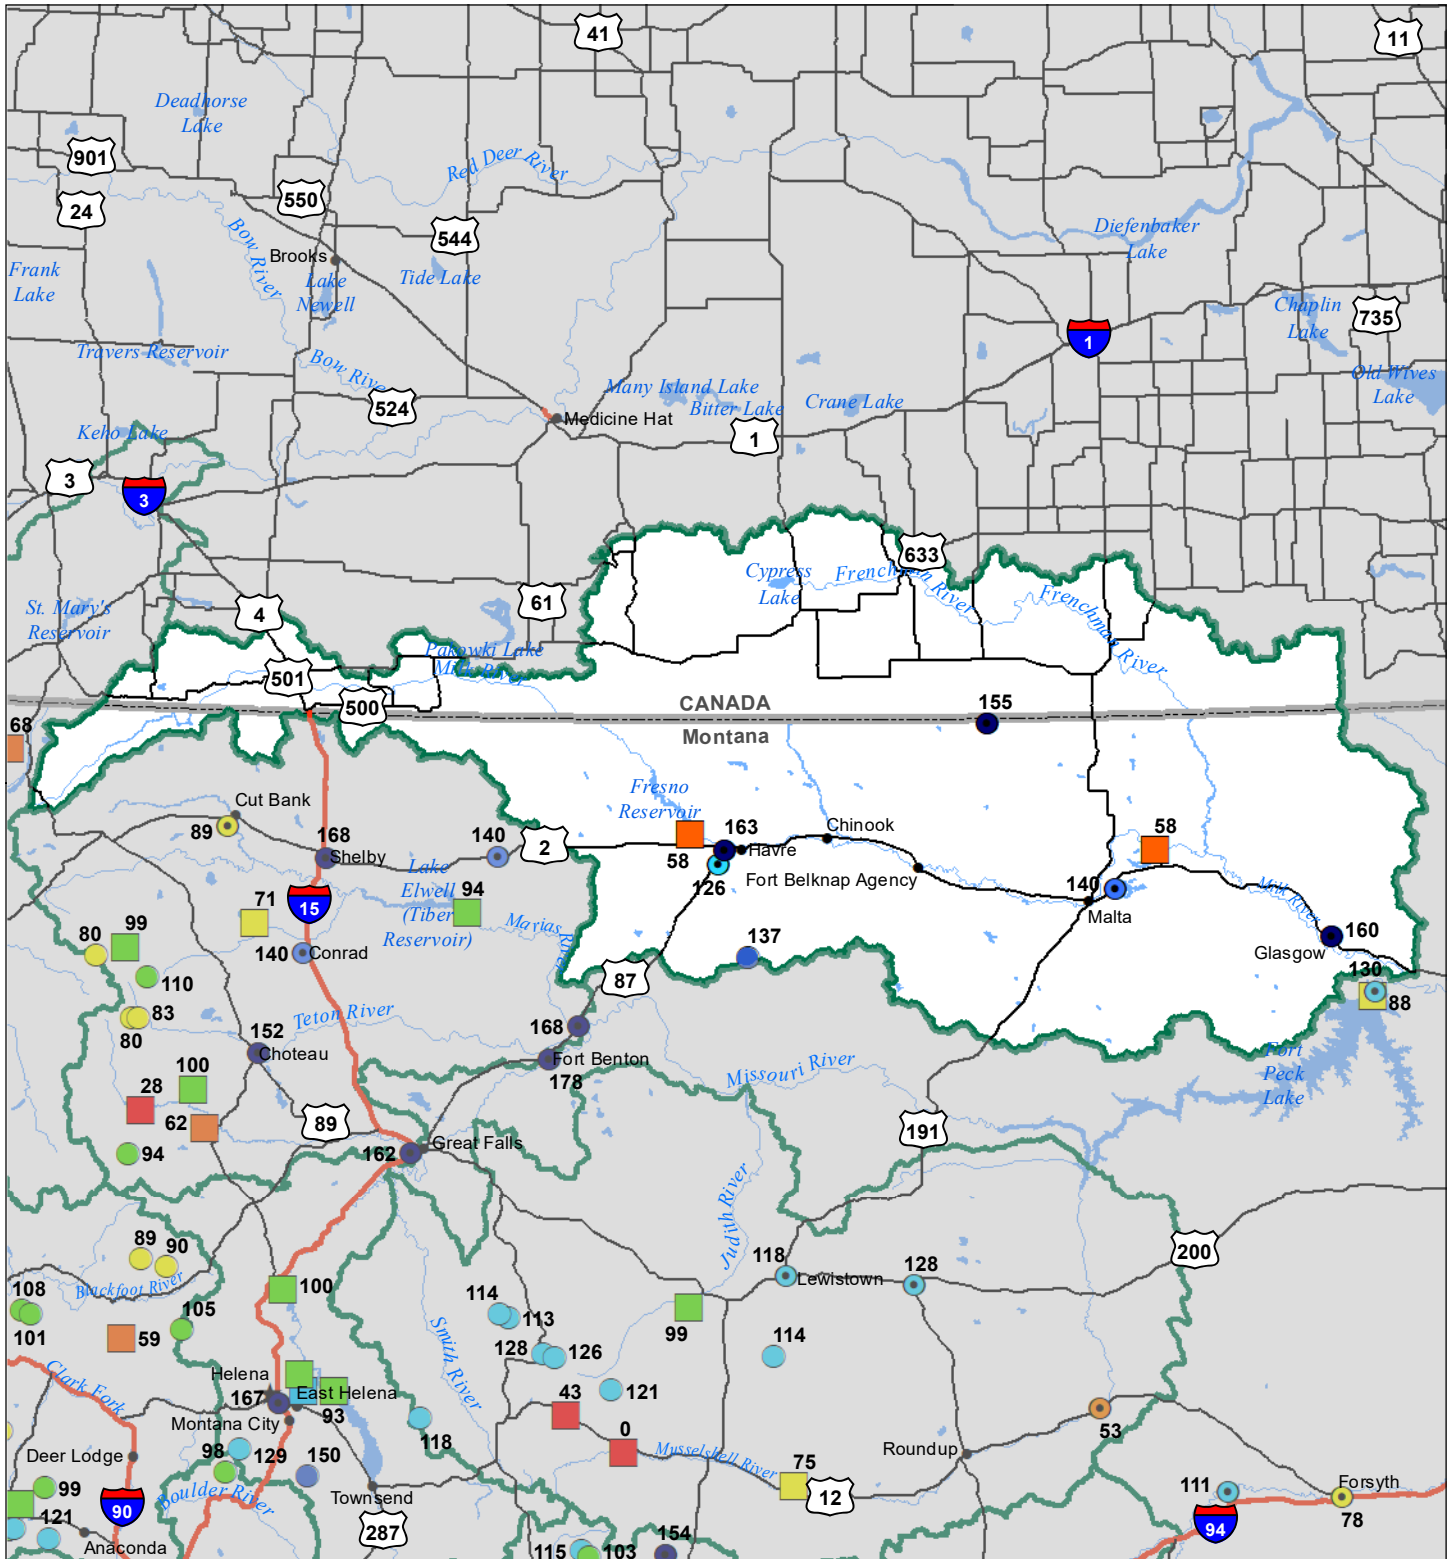 41
11
Deadhorse
Lake
901
Red Deer River
550
24
544
Bow River
Brooks
Diefenbaker
Lake
Frank
Lake
Lake
Newell
Tide Lake
Chaplin
Lake
735
1
Travers Reservoir
Bow River
Many Island Lake
Old Wives
Lake
524
Bitter Lake
Crane Lake
Medicine Hat
Keho Lake
1
3
3
633
Cypress
Lake
Frenchman River
Frenchman River
61
4
St. Mary's
Reservoir
Pakowki Lake
Milk River
501
500
CANADA
Montana
155
68
Fresno
Reservoir
Cut Bank
89
168
Shelby
140
2
58
163
Havre
Chinook
58
126
Fort Belknap Agency
140
Malta
Milk River
Lake
Elwell
(Tiber
Reservoir)
94
15
71
Marias River
160
Glasgow
80
99
140
Conrad
137
130
88
110
87
83
80
Teton River
168
152
Choteau
Fort Benton
178
Missouri River
Fort
Peck
Lake
100
28
62
89
191
Great Falls
162
94
Judith River
89
90
200
Blackfoot River
118
Lewistown
128
108
101
105
100
114
113
99
59
Smith River
128
126
114
Clark Fork
Helena
167
East Helena
93
121
43
Montana City
118
0
53
Deer Lodge
98
129
150
Musselshell River
75
Roundup
12
99
Boulder River
Townsend
111
Forsyth
78
90
121
287
94
Anaconda
115
103
154